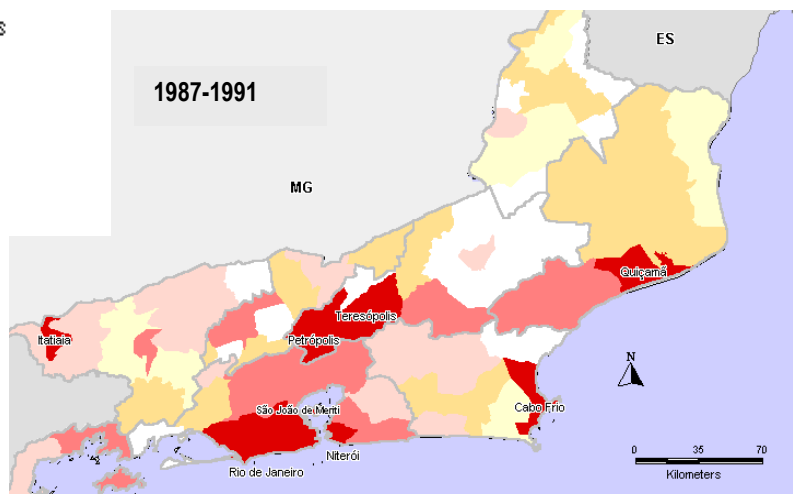 s
ES
1987-1991
MG
Quiçamã
Teresópolis
Itatiaia
Petrópolis
N
São João de Meriti
Cabo Frio
Niterói
Rio de Janeiro
0 35 70
Kilometers